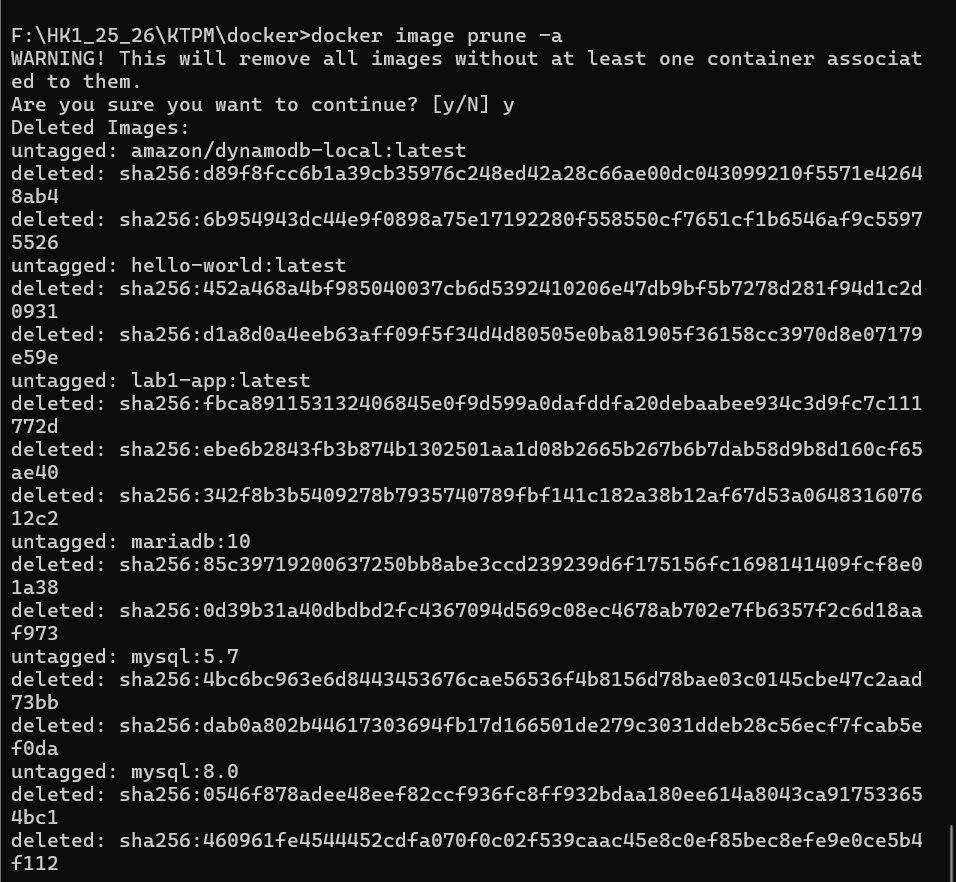 F:\HK1_25_26\KTPM\docker>docker image prune -a
WARNING! This will remove all images without at least one container associat
ed to them.
Are you sure you want to continue? [y/N] y
Deleted Images:
untagged: amazon/dynamodb-local:latest
deleted: sha256:d89f8fcc6b1a39cb35976c248ed42a28c66ae00dc043099210f5571e4264
8ab4
deleted: sha256:6b954943dc44e9f0898a75e17192280f558550cf7651cf1b6546af9c5597
5526
untagged: hello-world:latest
deleted: sha256:452a468a4bf985040037cb6d5392410206e47db9bf5b7278d281f94d1c2d
0931
deleted: sha256:d1a8d0a4eeb63aff09f5f34d4d80505e0ba81905f36158cc3970d8e07179
e59e
untagged: lab1-app:latest
deleted: sha256:fbca891153132406845e0f9d599a0dafddfa20debaabee934c3d9fc7c111
772d
deleted: sha256:ebe6b2843fb3b874b1302501aa1d08b2665b267b6b7dab58d9b8d160cf65
ae40
deleted: sha256:342f8b3b5409278b7935740789fbf141c182a38b12af67d53a0648316076
12c2
untagged: mariadb:10
deleted: sha256:85c39719200637250bb8abe3ccd239239d6f175156fc1698141409fcf8e0
1a38
deleted: sha256:0d39b31a40dbdbd2fc4367094d569c08ec4678ab702e7fb6357f2c6d18aa
f973
untagged: mysql:5.7
deleted: sha256:4bc6bc963e6d8443453676cae56536f4b8156d78bae03c0145cbe47c2aad
73bb
deleted: sha256:dab0a802b44617303694fb17d166501de279c3031ddeb28c56ecf7fcab5e
f0da
untagged: mysql:8.0
deleted: sha256:0546f878adee48eef82ccf936fc8ff932bdaa180ee614a8043ca91753365
4bc1
deleted: sha256:460961fe4544452cdfa070f0c02f539caac45e8c0ef85bec8efe9e0ce5b4
f112